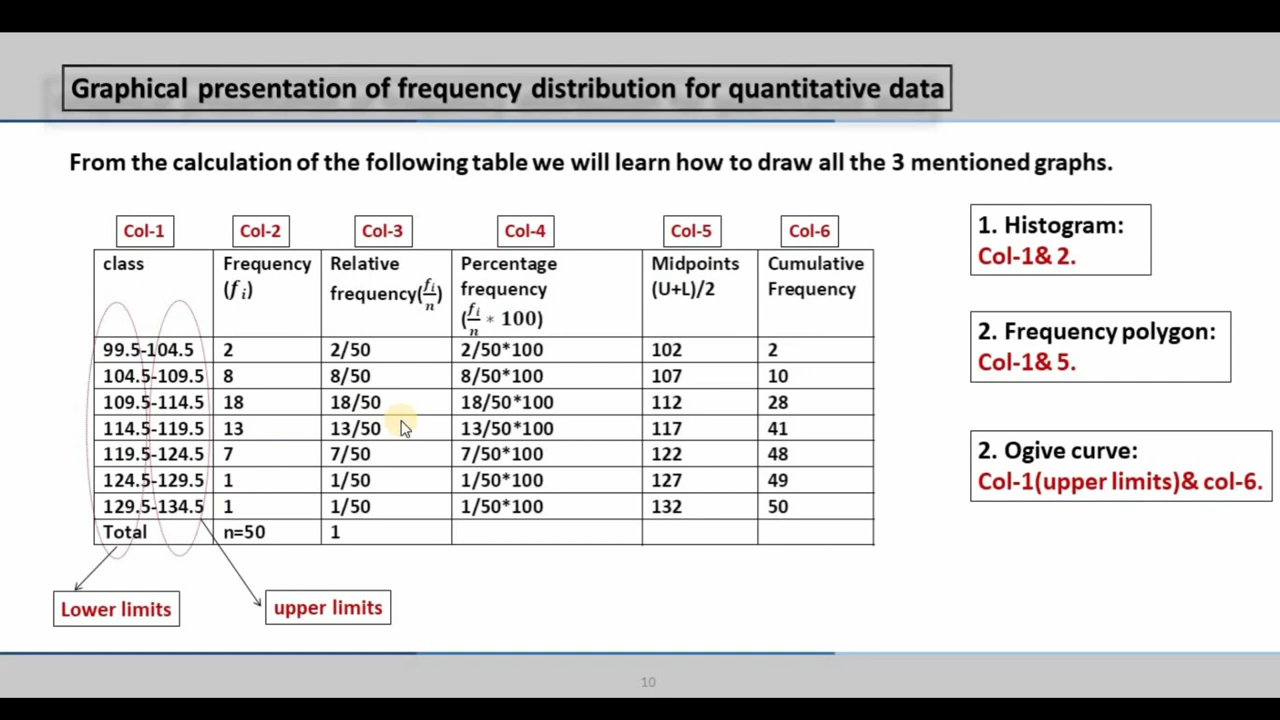 Graphical presentation of frequency distribution for quantitative data
From the calculation of the following table we will learn how to draw all the 3 mentioned graphs.
Col-1 Col-2 Col-3 Col-4 Col-5 Col-6
class Frequency (fᵢ) Relative frequency(fᵢ/n) Percentage frequency (fᵢ/n * 100) Midpoints (U+L)/2 Cumulative Frequency
99.5-104.5 2 2/50 2/50*100 102 2
104.5-109.5 8 8/50 8/50*100 107 10
109.5-114.5 18 18/50 18/50*100 112 28
114.5-119.5 13 13/50 13/50*100 117 41
119.5-124.5 7 7/50 7/50*100 122 48
124.5-129.5 1 1/50 1/50*100 127 49
129.5-134.5 1 1/50 1/50*100 132 50
Total n=50 1
Lower limits
upper limits
1. Histogram:
Col-1& 2.
2. Frequency polygon:
Col-1& 5.
2. Ogive curve:
Col-1(upper limits)& col-6.
10